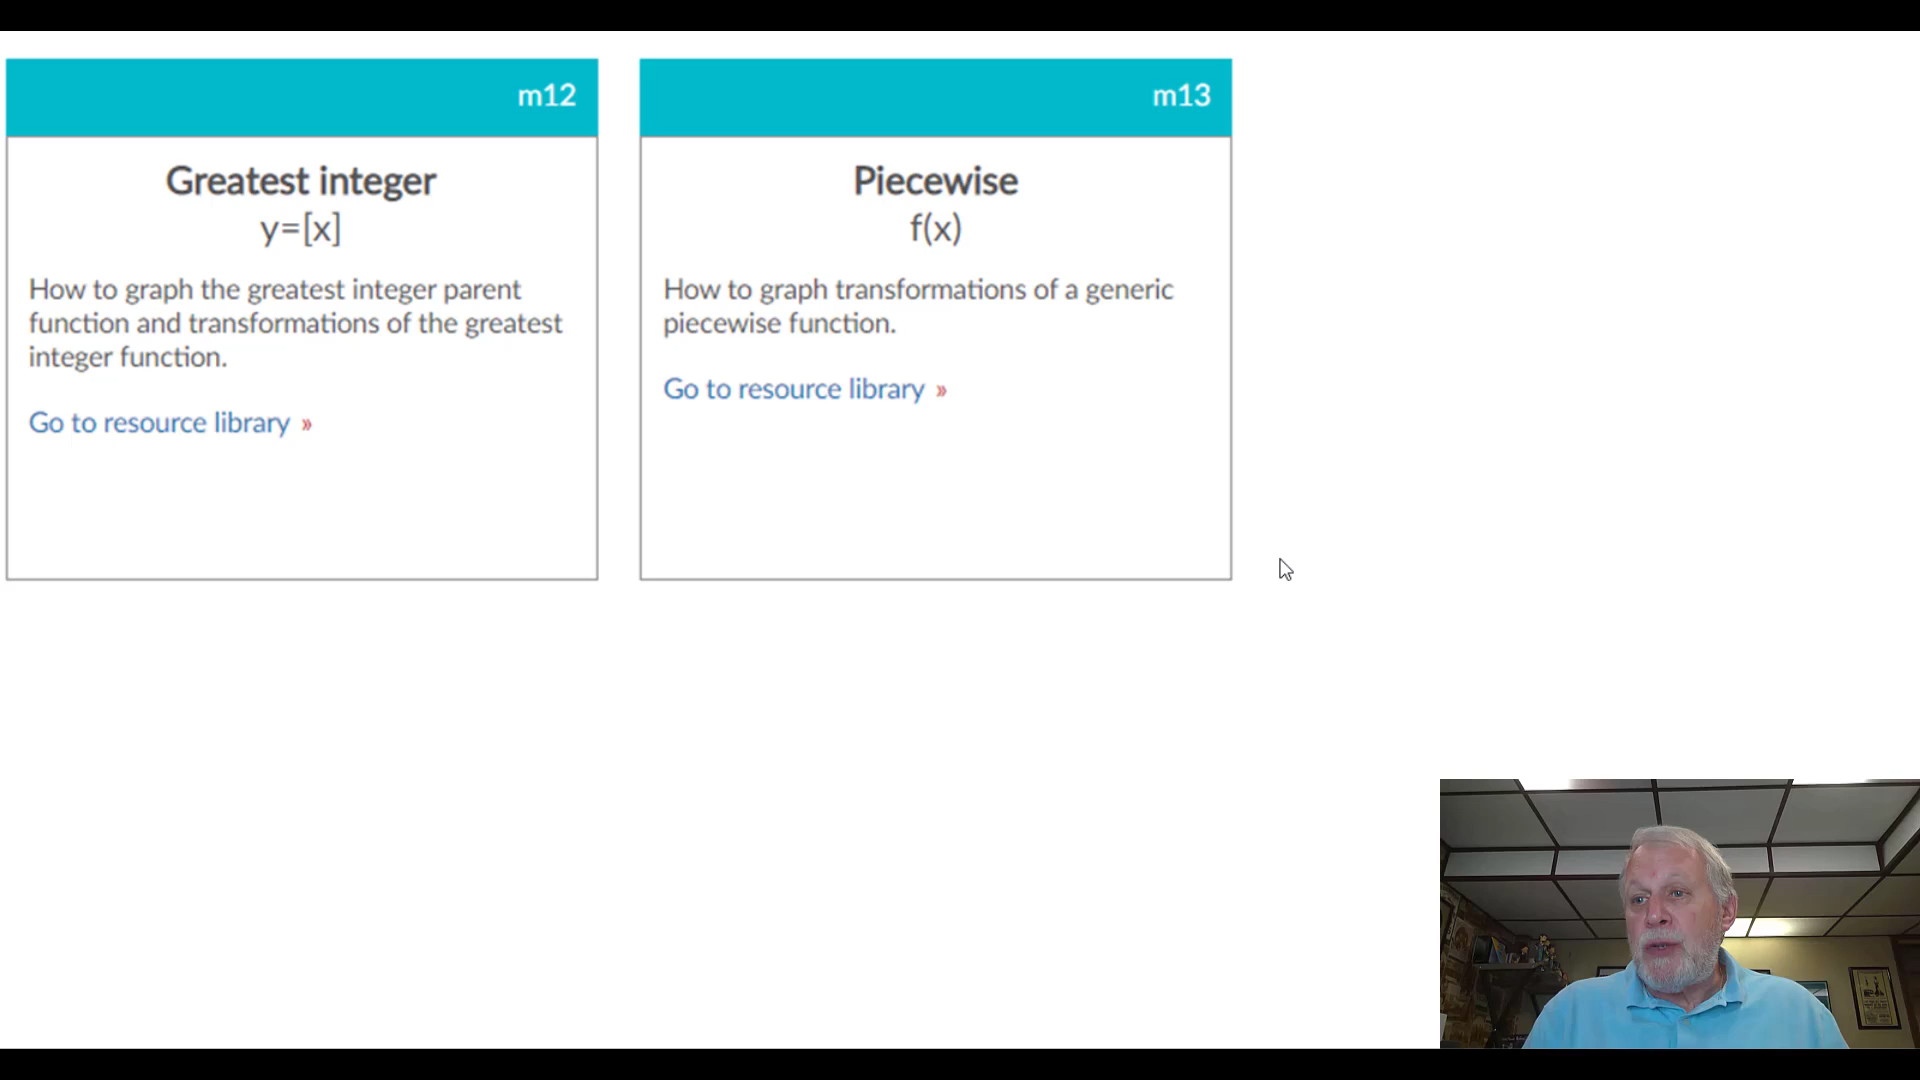 m12
Greatest integer
y=[x]
How to graph the greatest integer parent
function and transformations of the greatest
integer function.
Go to resource library »
m13
Piecewise
f(x)
How to graph transformations of a generic
piecewise function.
Go to resource library »